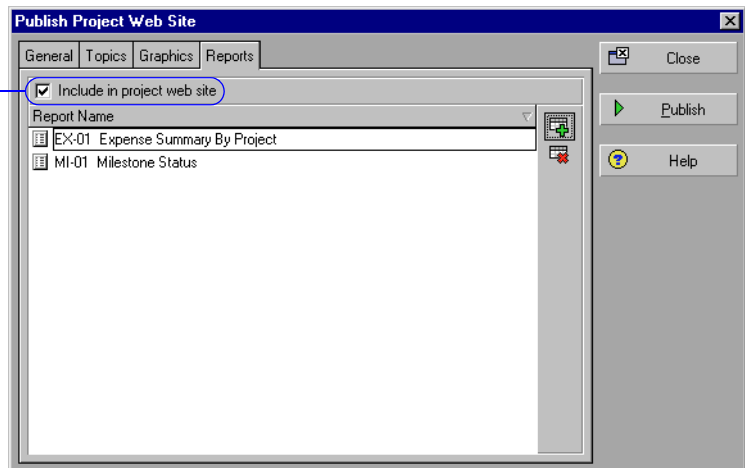 Publish Project Web Site
General Topics Graphics Reports
Close
Include in project web site
Publish
Report Name
EX-01 Expense Summary By Project
MI-01 Milestone Status
Help